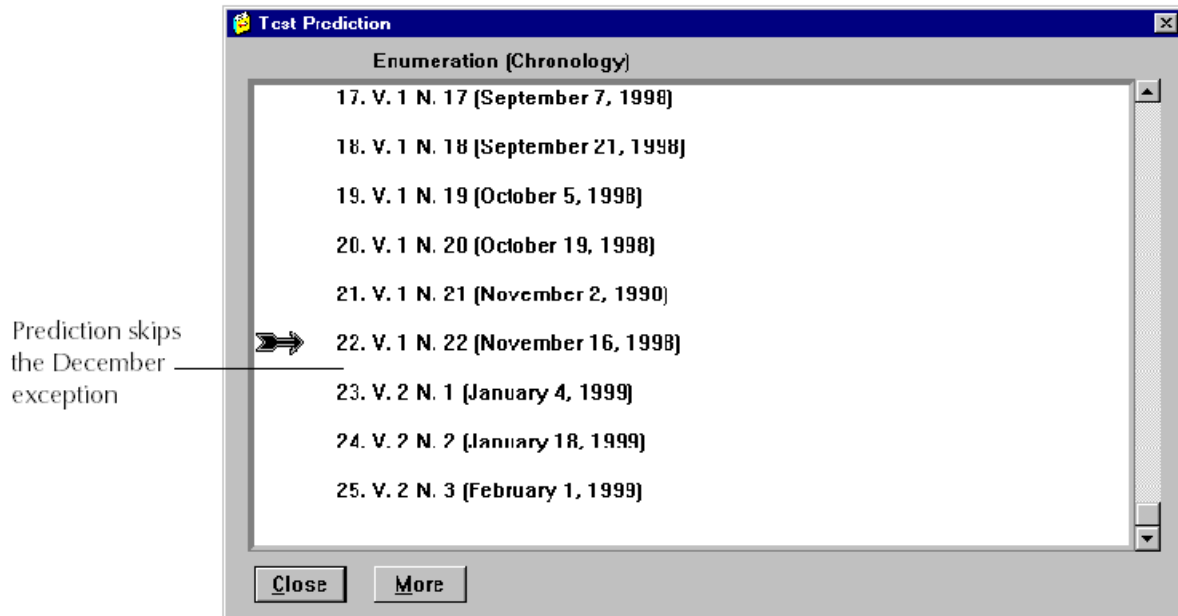 Test Prediction
Enumeration (Chronology)
17. V. 1 N. 17 (September 7, 1998)
18. V. 1 N. 18 (September 21, 1998)
19. V. 1 N. 19 (October 5, 1998)
20. V. 1 N. 20 (October 19, 1998)
21. V. 1 N. 21 (November 2, 1990)
22. V. 1 N. 22 (November 16, 1998)
23. V. 2 N. 1 (January 4, 1999)
24. V. 2 N. 2 (January 18, 1999)
25. V. 2 N. 3 (February 1, 1999)
Prediction skips
the December
exception
Close More